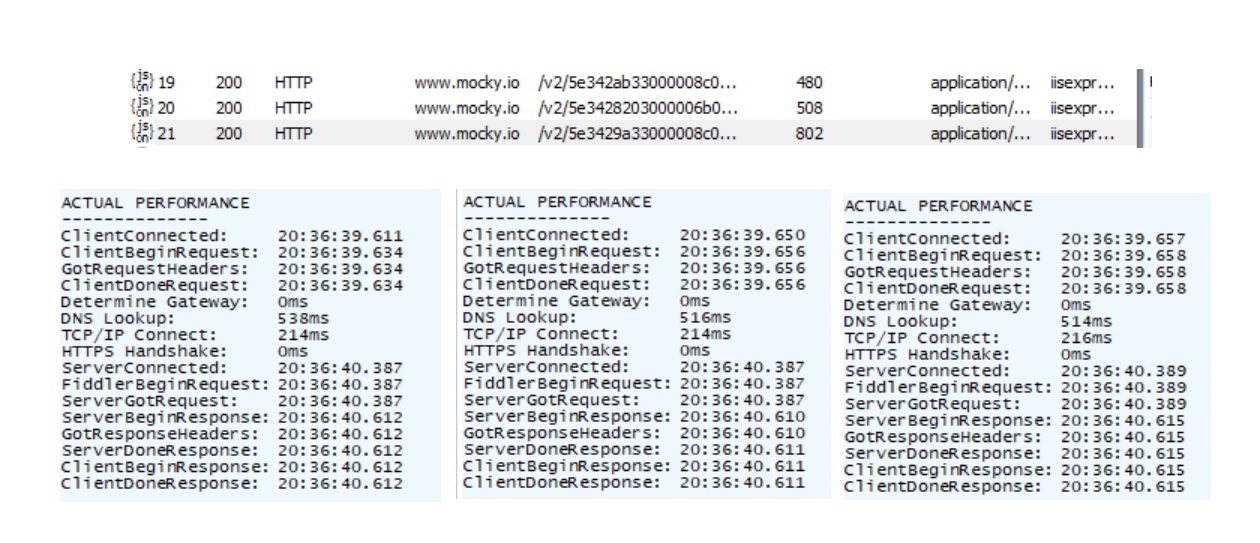 {js on} 19 200 HTTP www.mocky.io /v2/5e342ab33000008c0... 480 application/... iisexpr...
{js on} 20 200 HTTP www.mocky.io /v2/5e3428203000006b0... 508 application/... iisexpr...
{js on} 21 200 HTTP www.mocky.io /v2/5e3429a33000008c0... 802 application/... iisexpr...
ACTUAL PERFORMANCE
--------------
ClientConnected: 20:36:39.611
ClientBeginRequest: 20:36:39.634
GotRequestHeaders: 20:36:39.634
ClientDoneRequest: 20:36:39.634
Determine Gateway: 0ms
DNS Lookup: 538ms
TCP/IP Connect: 214ms
HTTPS Handshake: 0ms
ServerConnected: 20:36:40.387
FiddlerBeginRequest: 20:36:40.387
ServerGotRequest: 20:36:40.387
ServerBeginResponse: 20:36:40.612
GotResponseHeaders: 20:36:40.612
ServerDoneResponse: 20:36:40.612
ClientBeginResponse: 20:36:40.612
ClientDoneResponse: 20:36:40.612
ACTUAL PERFORMANCE
--------------
ClientConnected: 20:36:39.650
ClientBeginRequest: 20:36:39.656
GotRequestHeaders: 20:36:39.656
ClientDoneRequest: 20:36:39.656
Determine Gateway: 0ms
DNS Lookup: 516ms
TCP/IP Connect: 214ms
HTTPS Handshake: 0ms
ServerConnected: 20:36:40.387
FiddlerBeginRequest: 20:36:40.387
ServerGotRequest: 20:36:40.387
ServerBeginResponse: 20:36:40.610
GotResponseHeaders: 20:36:40.610
ServerDoneResponse: 20:36:40.611
ClientBeginResponse: 20:36:40.611
ClientDoneResponse: 20:36:40.611
ACTUAL PERFORMANCE
--------------
ClientConnected: 20:36:39.657
ClientBeginRequest: 20:36:39.658
GotRequestHeaders: 20:36:39.658
ClientDoneRequest: 20:36:39.658
Determine Gateway: 0ms
DNS Lookup: 514ms
TCP/IP Connect: 216ms
HTTPS Handshake: 0ms
ServerConnected: 20:36:40.389
FiddlerBeginRequest: 20:36:40.389
ServerGotRequest: 20:36:40.389
ServerBeginResponse: 20:36:40.615
GotResponseHeaders: 20:36:40.615
ServerDoneResponse: 20:36:40.615
ClientBeginResponse: 20:36:40.615
ClientDoneResponse: 20:36:40.615